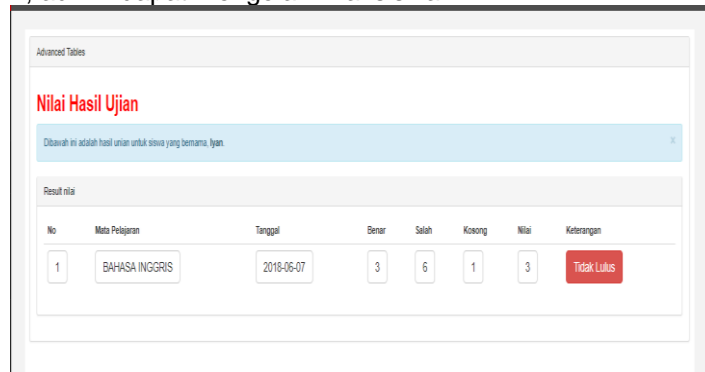 Advanced Tables
Nilai Hasil Ujian
Dibawah ini adalah hasil unian untuk siswa yang bernama, Iyan.
x
Result nilai
No Mata Pelajaran Tanggal Benar Salah Kosong Nilai Keterangan
1 BAHASA INGGRIS 2018-06-07 3 6 1 3 Tidak Lulus